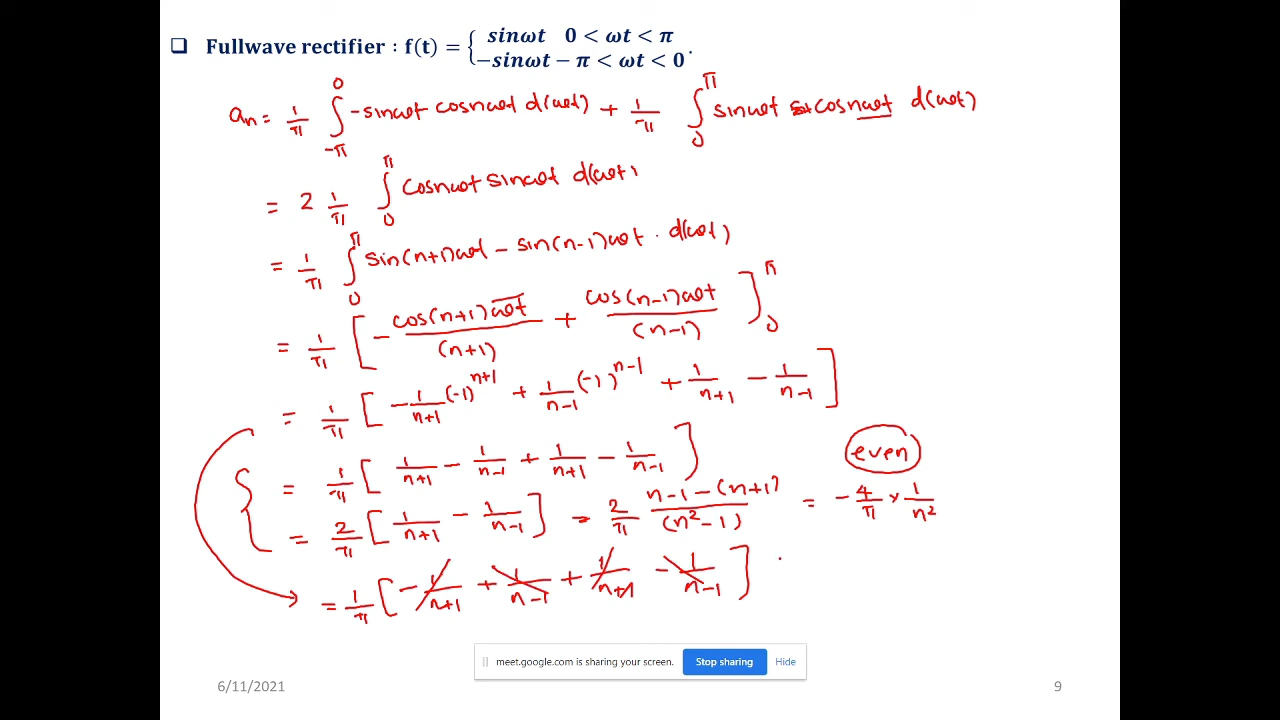 ❑ Fullwave rectifier : f(t) = { sinωt 0 < ωt < π
−sinωt − π < ωt < 0 .
aₙ = 1/π ∫_{-π}^{0} -sinωt cosnωt d(ωt) + 1/π ∫_{0}^{π} sinωt cosnωt d(ωt)
= 2 1/π ∫_{0}^{π} cosnωt sinωt d(ωt)
= 1/π ∫_{0}^{π} sin(n+1)ωt - sin(n-1)ωt . d(ωt)
= 1/π [ - cos(n+1)ωt/(n+1) + cos(n-1)ωt/(n-1) ]_{0}^{π}
= 1/π [ - 1/n+1 (-1)^{n+1} + 1/n-1 (-1)^{n-1} + 1/n+1 - 1/n-1 ]
even
= 1/π [ 1/n+1 - 1/n-1 + 1/n+1 - 1/n-1 ]
= 2/π [ 1/n+1 - 1/n-1 ] = 2/π n-1-(n+1)/(n²-1) = - 4/π × 1/n²
= 1/π [ - 1/n+1 + 1/n-1 + 1/n+1 - 1/n-1 ]
meet.google.com is sharing your screen. Stop sharing Hide
6/11/2021 9